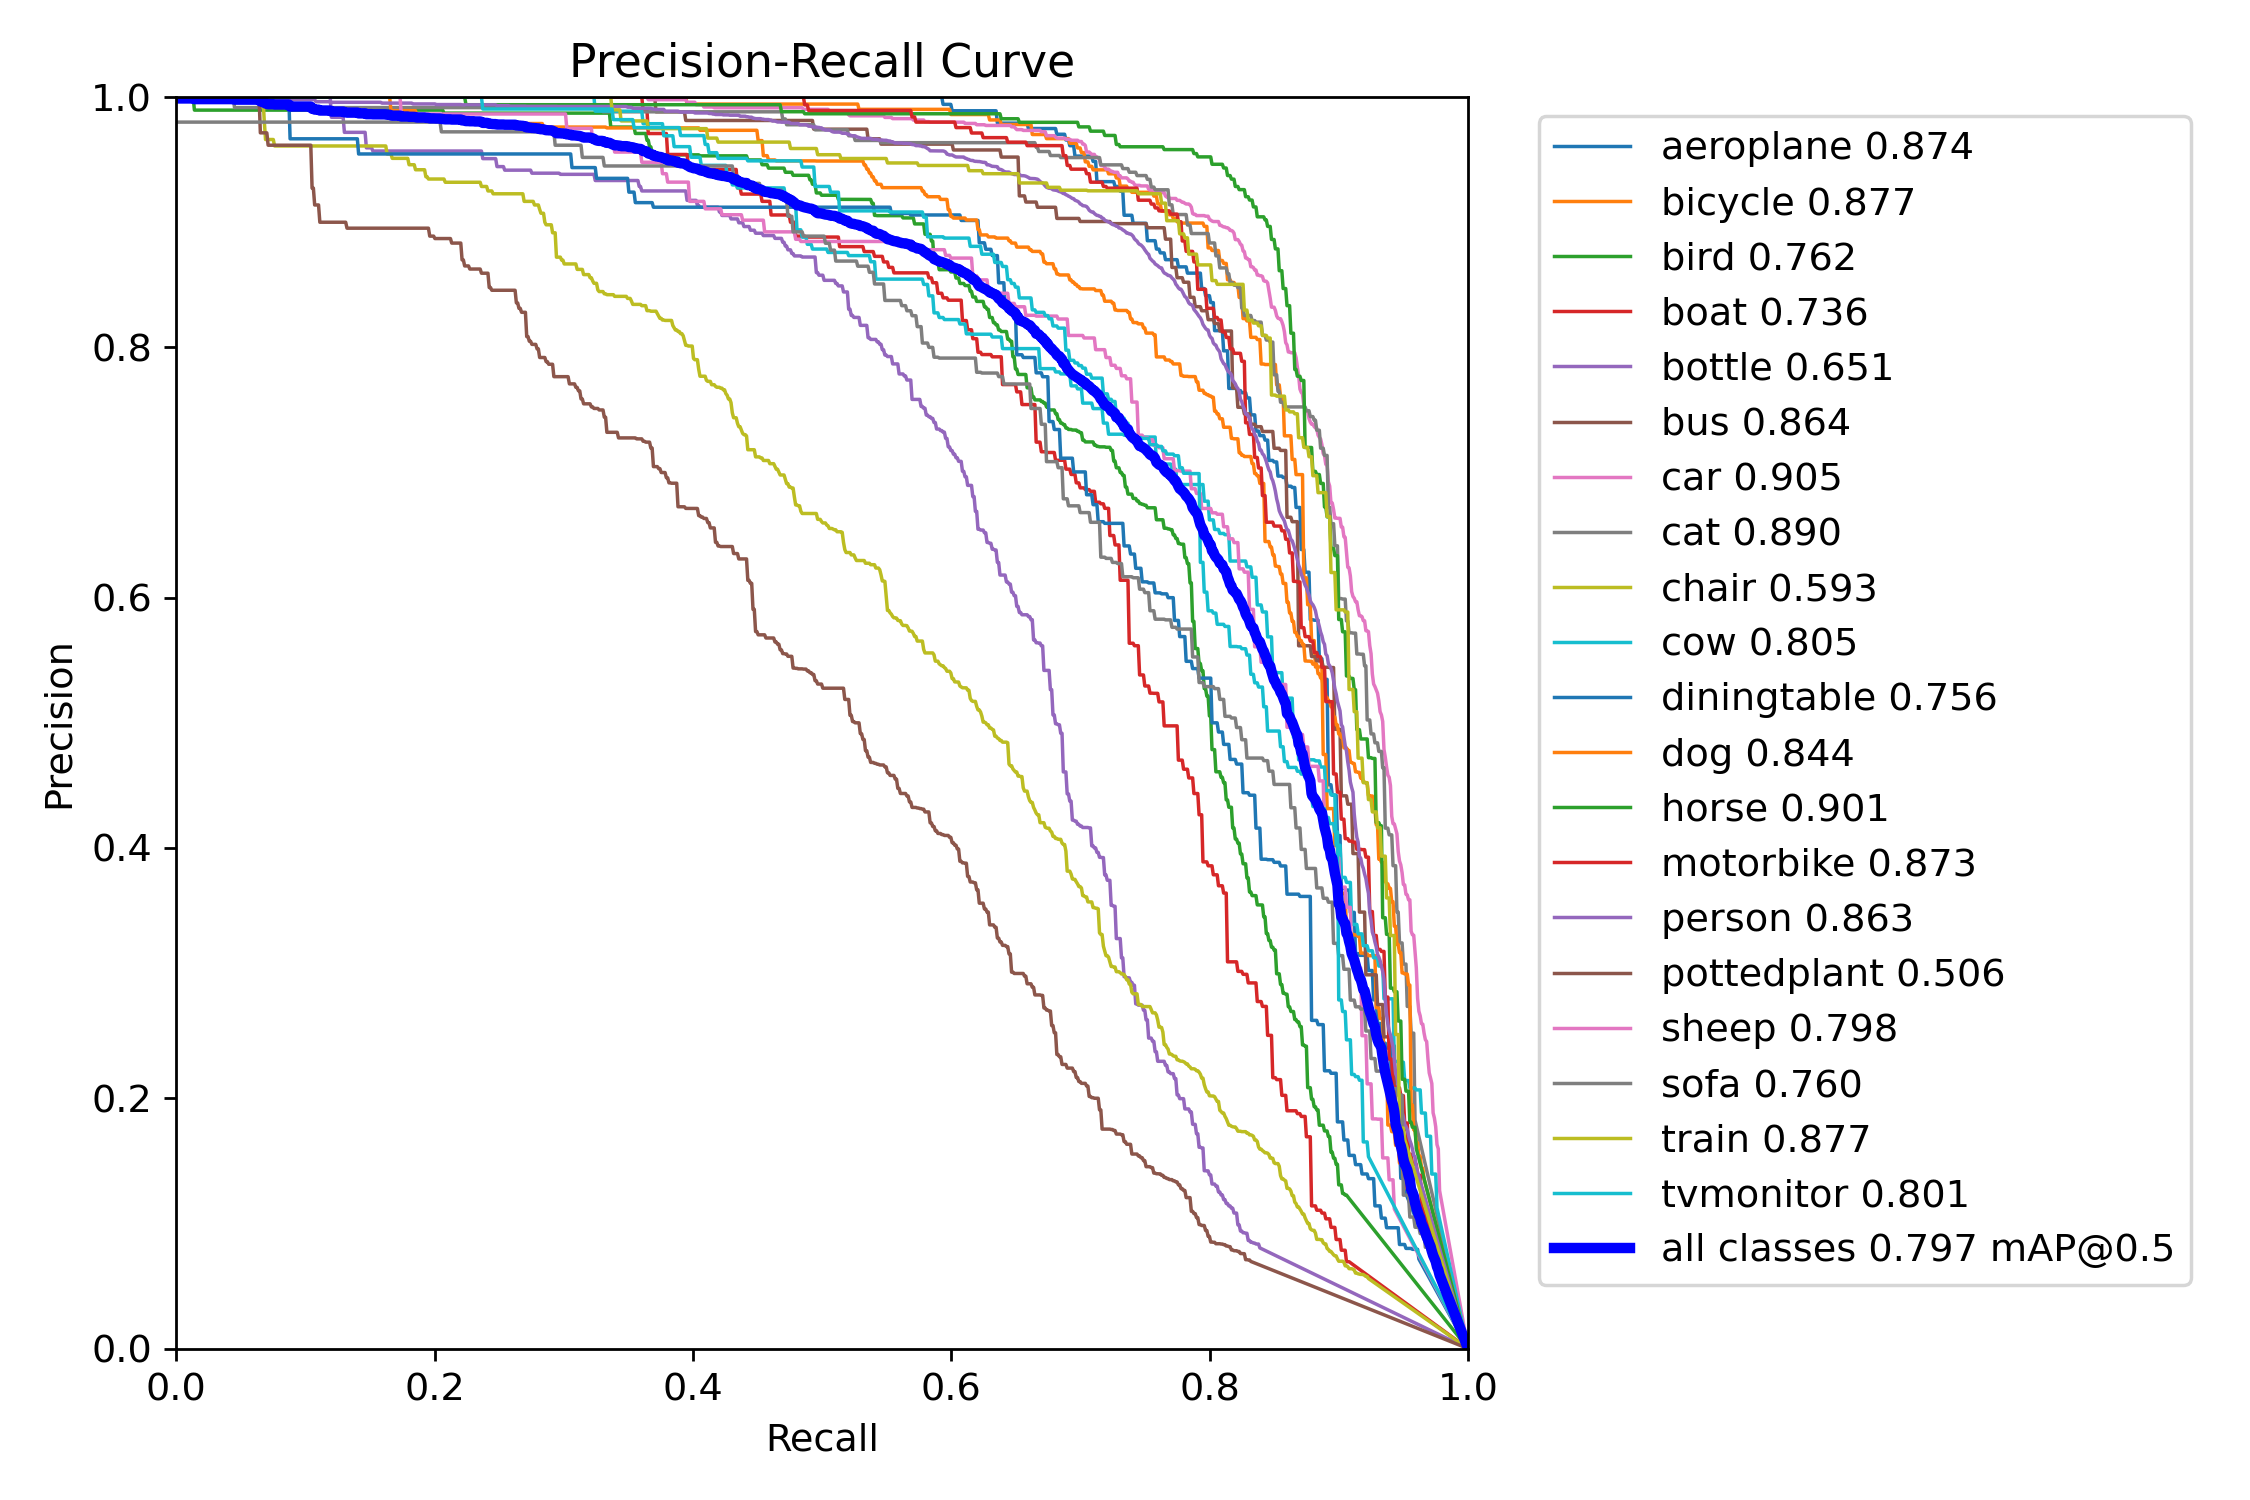 Precision-Recall Curve
1.0
0.8
0.6
0.4
0.2
0.0
Precision
0.0 0.2 0.4 0.6 0.8 1.0
Recall
aeroplane 0.874
bicycle 0.877
bird 0.762
boat 0.736
bottle 0.651
bus 0.864
car 0.905
cat 0.890
chair 0.593
cow 0.805
diningtable 0.756
dog 0.844
horse 0.901
motorbike 0.873
person 0.863
pottedplant 0.506
sheep 0.798
sofa 0.760
train 0.877
tvmonitor 0.801
all classes 0.797 mAP@0.5